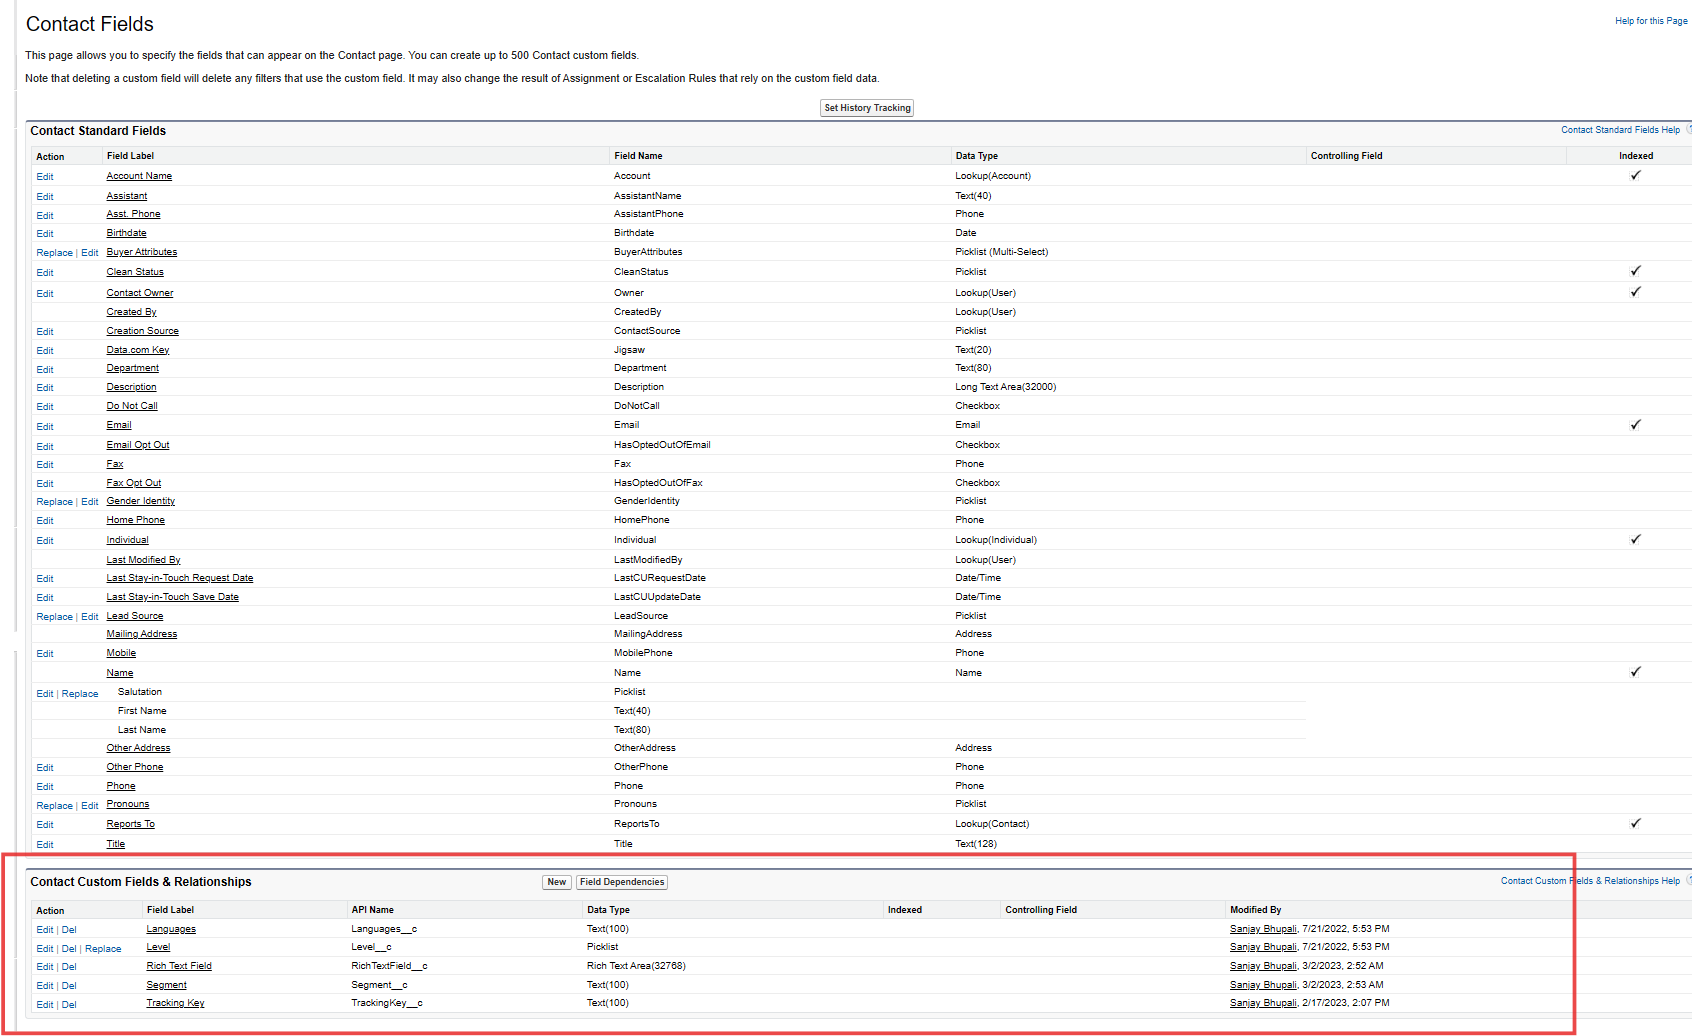 Contact Fields
Help for this Page
This page allows you to specify the fields that can appear on the Contact page. You can create up to 500 Contact custom fields.
Note that deleting a custom field will delete any filters that use the custom field. It may also change the result of Assignment or Escalation Rules that rely on the custom field data.
Set History Tracking
Contact Standard Fields
Contact Standard Fields Help
Action Field Label Field Name Data Type Controlling Field Indexed
Edit Account Name Account Lookup(Account) ✓
Edit Assistant AssistantName Text(40)
Edit Asst. Phone AssistantPhone Phone
Edit Birthdate Birthdate Date
Replace | Edit Buyer Attributes BuyerAttributes Picklist (Multi-Select)
Edit Clean Status CleanStatus Picklist ✓
Edit Contact Owner Owner Lookup(User) ✓
Created By CreatedBy Lookup(User)
Edit Creation Source ContactSource Picklist
Edit Data.com Key Jigsaw Text(20)
Edit Department Department Text(80)
Edit Description Description Long Text Area(32000)
Edit Do Not Call DoNotCall Checkbox
Edit Email Email Email ✓
Edit Email Opt Out HasOptedOutOfEmail Checkbox
Edit Fax Fax Phone
Edit Fax Opt Out HasOptedOutOfFax Checkbox
Replace | Edit Gender Identity GenderIdentity Picklist
Edit Home Phone HomePhone Phone
Edit Individual Individual Lookup(Individual) ✓
Last Modified By LastModifiedBy Lookup(User)
Edit Last Stay-in-Touch Request Date LastCURequestDate Date/Time
Edit Last Stay-in-Touch Save Date LastCUUpdateDate Date/Time
Replace | Edit Lead Source LeadSource Picklist
Mailing Address MailingAddress Address
Edit Mobile MobilePhone Phone
Name Name Name ✓
Edit | Replace Salutation Picklist
First Name Text(40)
Last Name Text(80)
Other Address OtherAddress Address
Edit Other Phone OtherPhone Phone
Edit Phone Phone Phone
Replace | Edit Pronouns Pronouns Picklist
Edit Reports To ReportsTo Lookup(Contact) ✓
Edit Title Title Text(128)
Contact Custom Fields & Relationships
New Field Dependencies
Contact Custom Fields & Relationships Help
Action Field Label API Name Data Type Indexed Controlling Field Modified By
Edit | Del Languages Languages__c Text(100) Sanjay Bhupali, 7/21/2022, 5:53 PM
Edit | Del | Replace Level Level__c Picklist Sanjay Bhupali, 7/21/2022, 5:53 PM
Edit | Del Rich Text Field RichTextField__c Rich Text Area(32768) Sanjay Bhupali, 3/2/2023, 2:52 AM
Edit | Del Segment Segment__c Text(100) Sanjay Bhupali, 3/2/2023, 2:53 AM
Edit | Del Tracking Key TrackingKey__c Text(100) Sanjay Bhupali, 2/17/2023, 2:07 PM